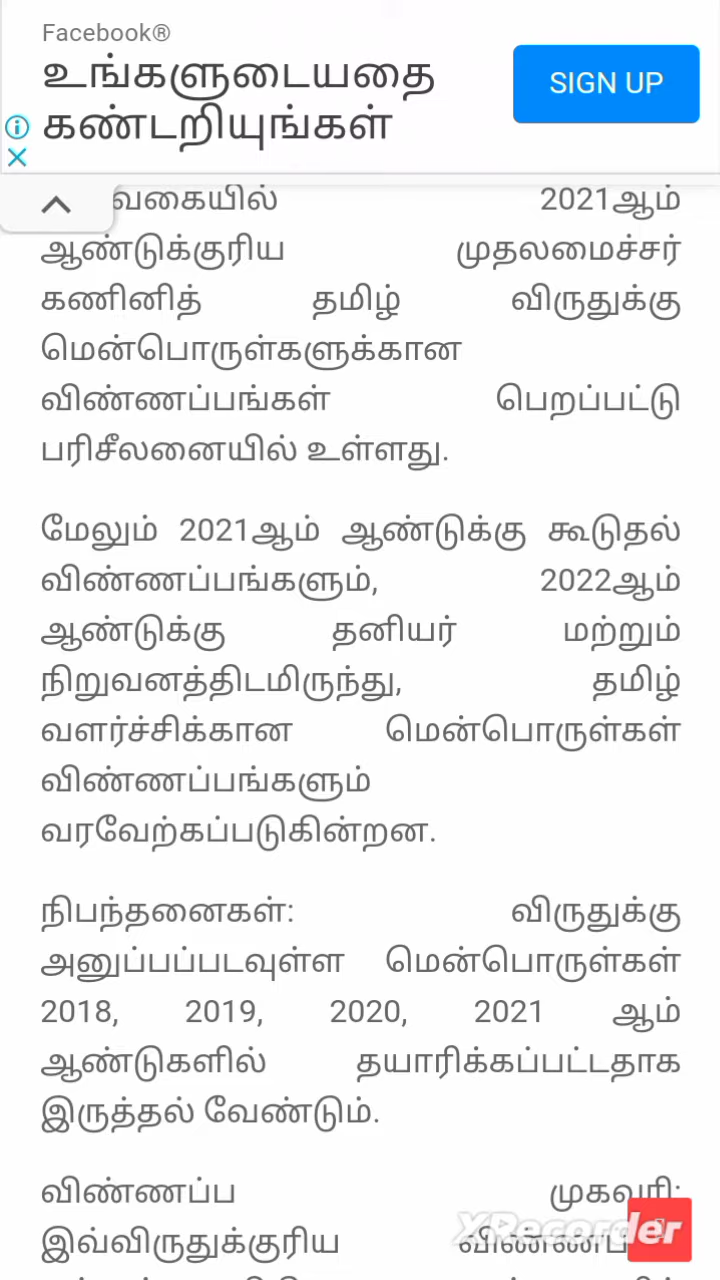 Facebook®
உங்களுடையதை
கண்டறியுங்கள்
SIGN UP
வகையில் 2021ஆம்
ஆண்டுக்குரிய முதலமைச்சர்
கணினித் தமிழ் விருதுக்கு
மென்பொருள்களுக்கான
விண்ணப்பங்கள் பெறப்பட்டு
பரிசீலனையில் உள்ளது.
மேலும் 2021ஆம் ஆண்டுக்கு கூடுதல்
விண்ணப்பங்களும், 2022ஆம்
ஆண்டுக்கு தனியர் மற்றும்
நிறுவனத்திடமிருந்து, தமிழ்
வளர்ச்சிக்கான மென்பொருள்கள்
விண்ணப்பங்களும்
வரவேற்கப்படுகின்றன.
நிபந்தனைகள்: விருதுக்கு
அனுப்பப்படவுள்ள மென்பொருள்கள்
2018, 2019, 2020, 2021 ஆம்
ஆண்டுகளில் தயாரிக்கப்பட்டதாக
இருத்தல் வேண்டும்.
விண்ணப்ப முகவரி:
இவ்விருதுக்குரிய
XRecorder